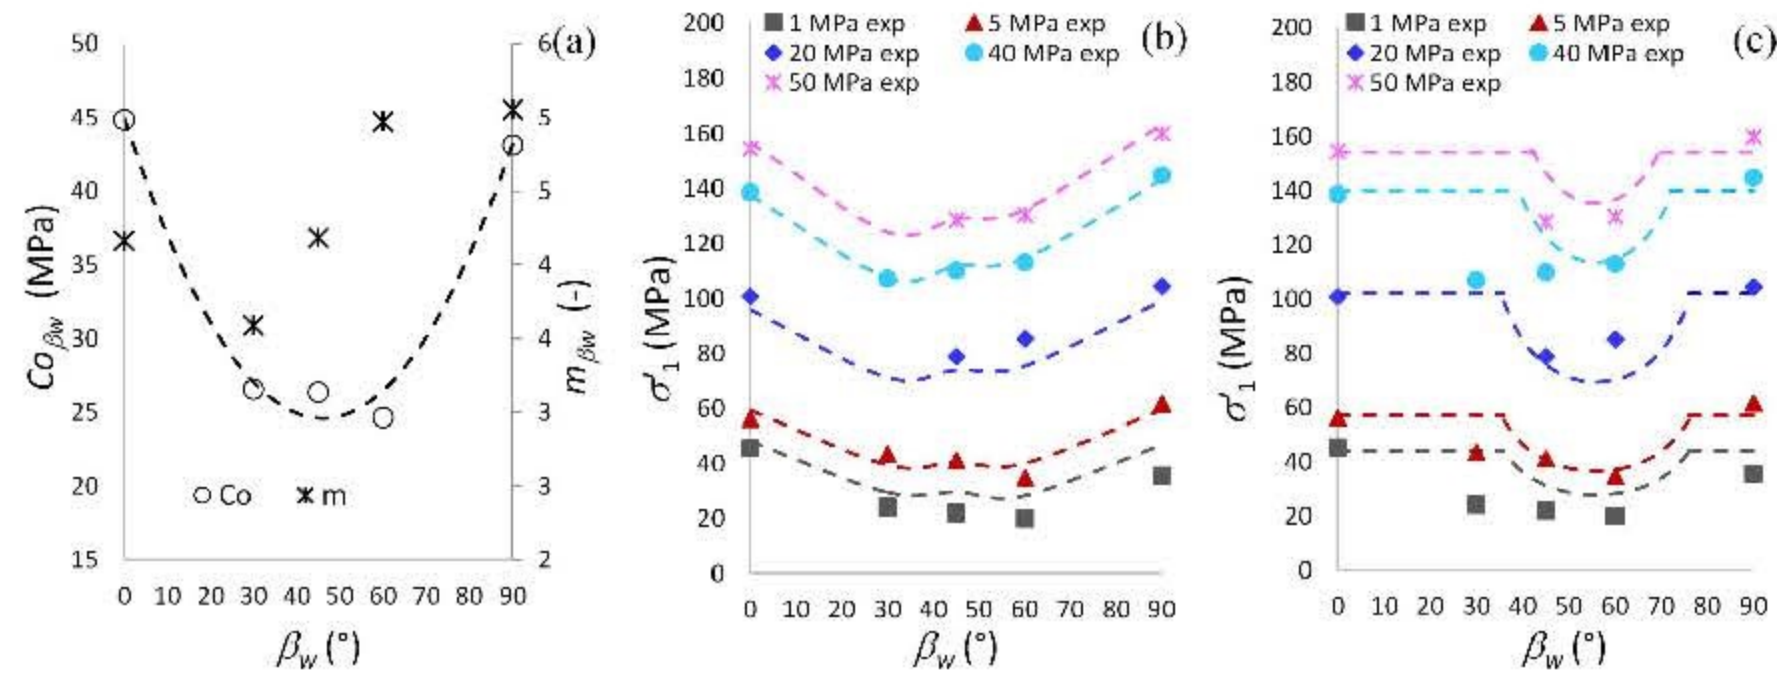 (a)
50
45
40
35
30
25
20
15
Co_βw (MPa)
6
5
5
4
4
3
3
2
m_βw (-)
Co m
0 10 20 30 40 50 60 70 80 90
β_w (°)
(b)
1 MPa exp 5 MPa exp
20 MPa exp 40 MPa exp
50 MPa exp
200
180
160
140
120
100
80
60
40
20
0
σ'₁ (MPa)
0 10 20 30 40 50 60 70 80 90
β_w (°)
(c)
1 MPa exp 5 MPa exp
20 MPa exp 40 MPa exp
50 MPa exp
200
180
160
140
120
100
80
60
40
20
0
σ'₁ (MPa)
0 10 20 30 40 50 60 70 80 90
β_w (°)